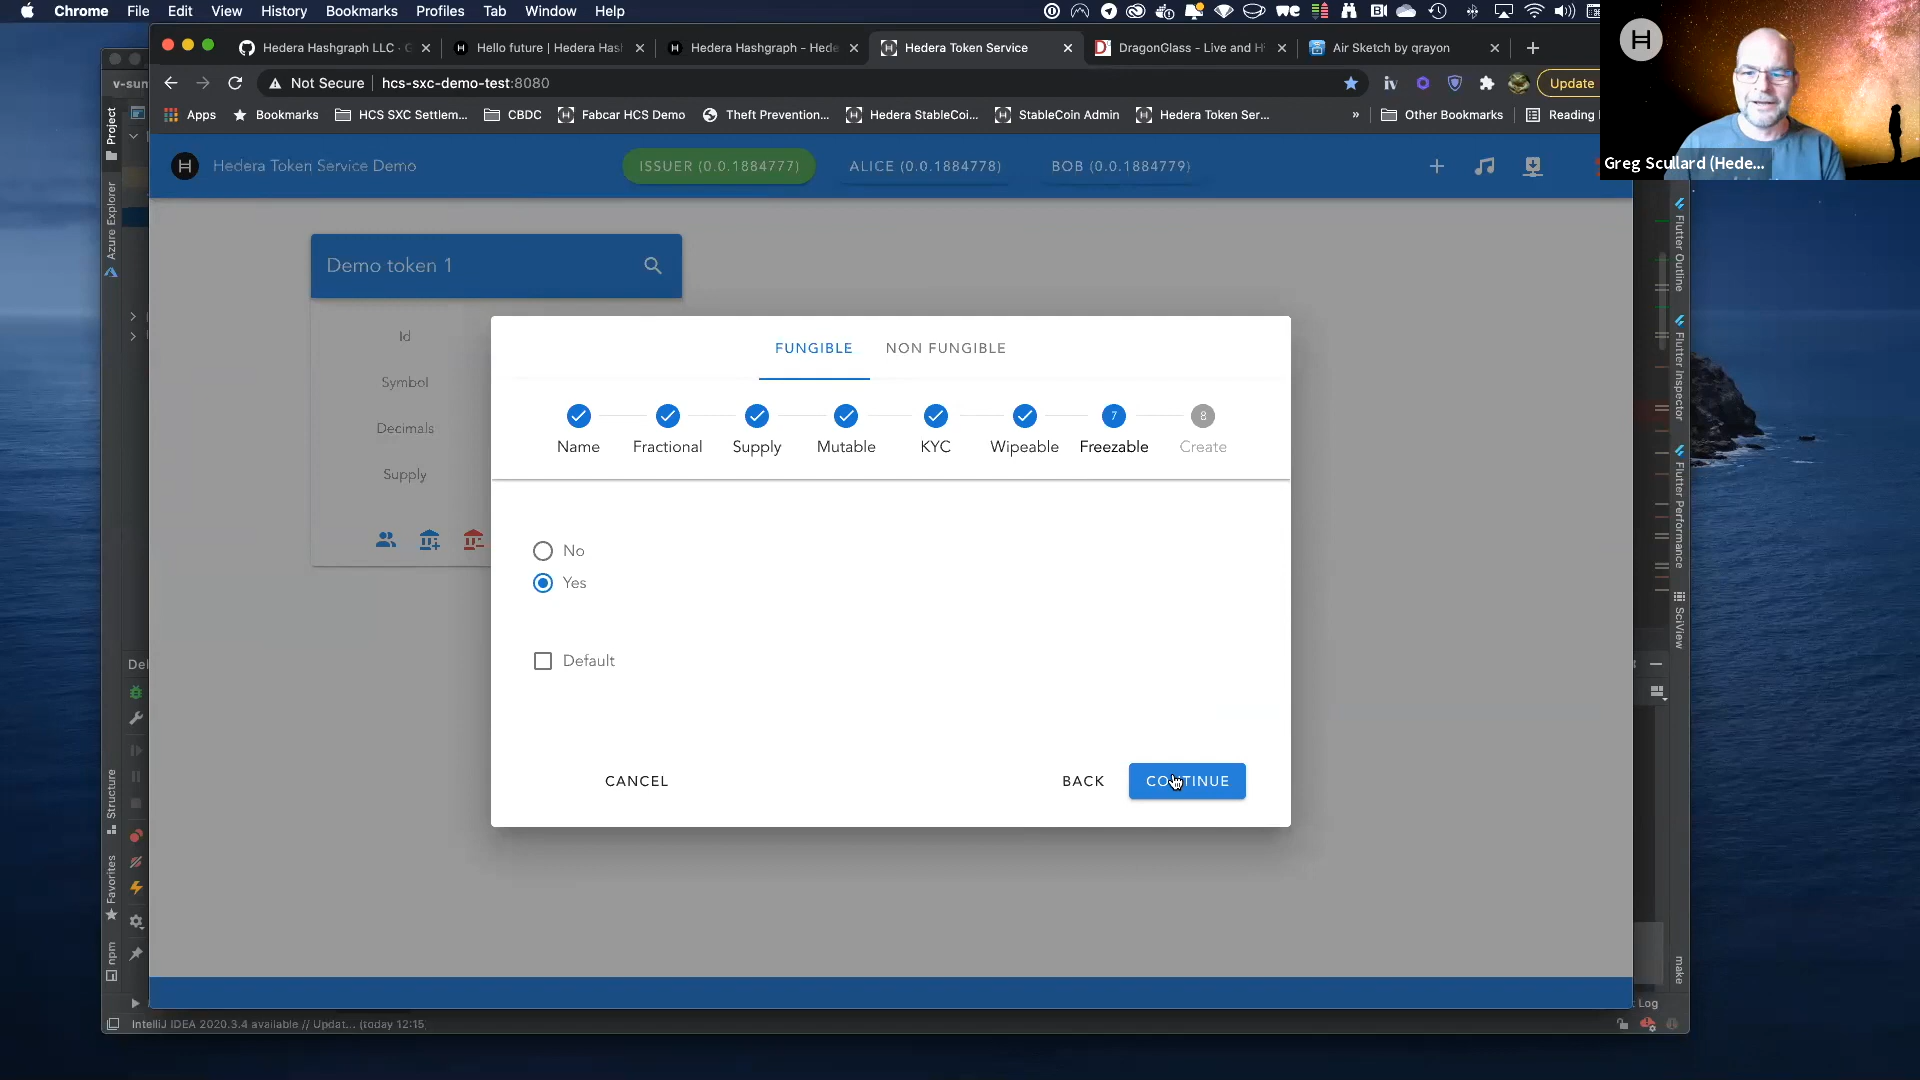 Chrome File Edit View History Bookmarks Profiles Tab Window Help
Hedera Hashgraph LLC · G
Hello future | Hedera Hash
Hedera Hashgraph – Hede
Hedera Token Service
DragonGlass - Live and Hi
Air Sketch by qrayon
Not Secure hcs-sxc-demo-test:8080
iv
Update
Apps Bookmarks HCS SXC Settlem... CBDC Fabcar HCS Demo Theft Prevention... Hedera StableCoi... StableCoin Admin Hedera Token Ser... » Other Bookmarks Reading
Greg Scullard (Hede...
H Hedera Token Service Demo ISSUER (0.0.1884777) ALICE (0.0.1884778) BOB (0.0.1884779)
Demo token 1
Id
Symbol
Decimals
Supply
FUNGIBLE NON FUNGIBLE
7 8
Name Fractional Supply Mutable KYC Wipeable Freezable Create
No
Yes
Default
CANCEL BACK CONTINUE
v-sun
Project
Azure Explorer
Structure
Favorites
npm
Flutter Outline
Flutter Inspector
Flutter Performance
SciView
make
Log
IntelliJ IDEA 2020.3.4 available // Updat... (today 12:15